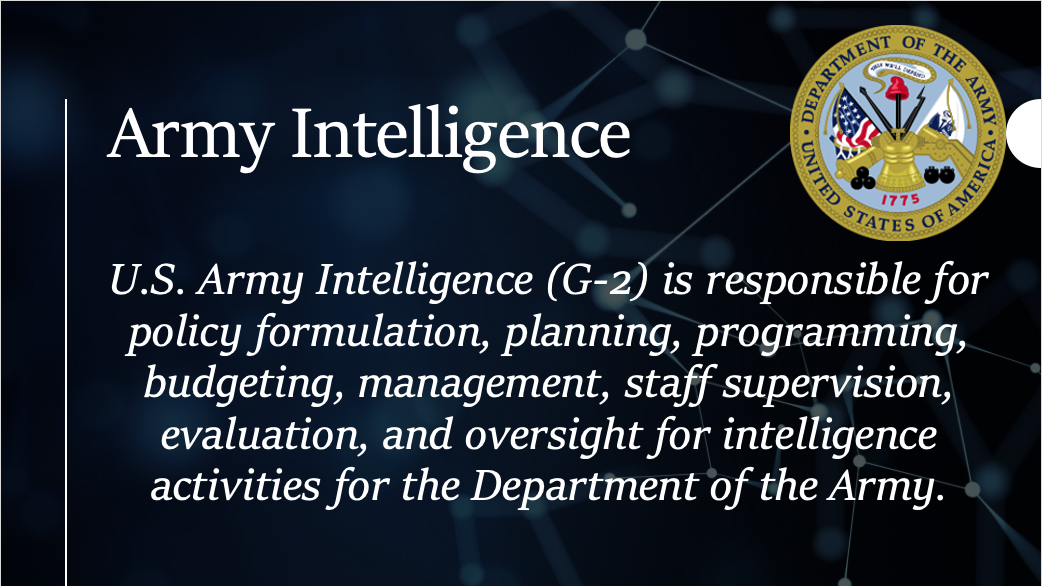 Army Intelligence
DEPARTMENT OF THE ARMY
THIS WE'LL DEFEND
1775
UNITED STATES OF AMERICA
U.S. Army Intelligence (G-2) is responsible for
policy formulation, planning, programming,
budgeting, management, staff supervision,
evaluation, and oversight for intelligence
activities for the Department of the Army.